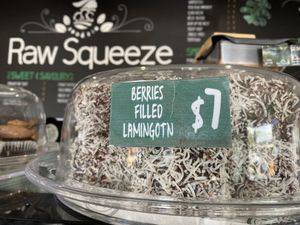 Raw Squeeze
SWEET & SAVOURY
BERRIES
FILLED
LAMINGOTN
$7